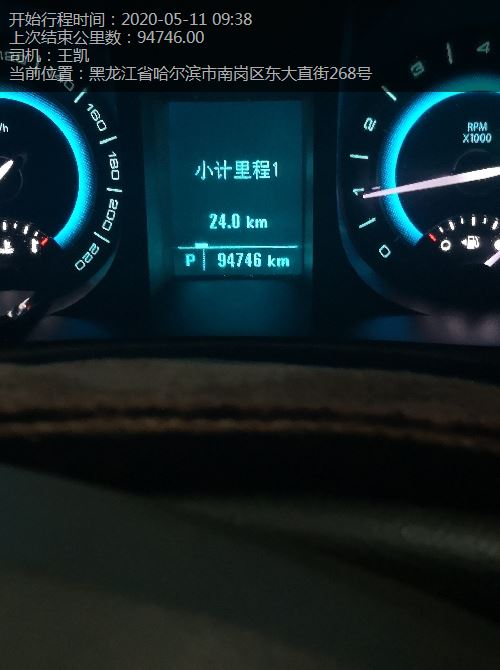 开始行程时间：2020-05-11 09:38
上次结束公里数：94746.00
司机：王凯
当前位置：黑龙江省哈尔滨市南岗区东大直街268号
4
3
2
1
0
RPM
X1000
160
180
200
220
小计里程1
24.0 km
P 94746 km